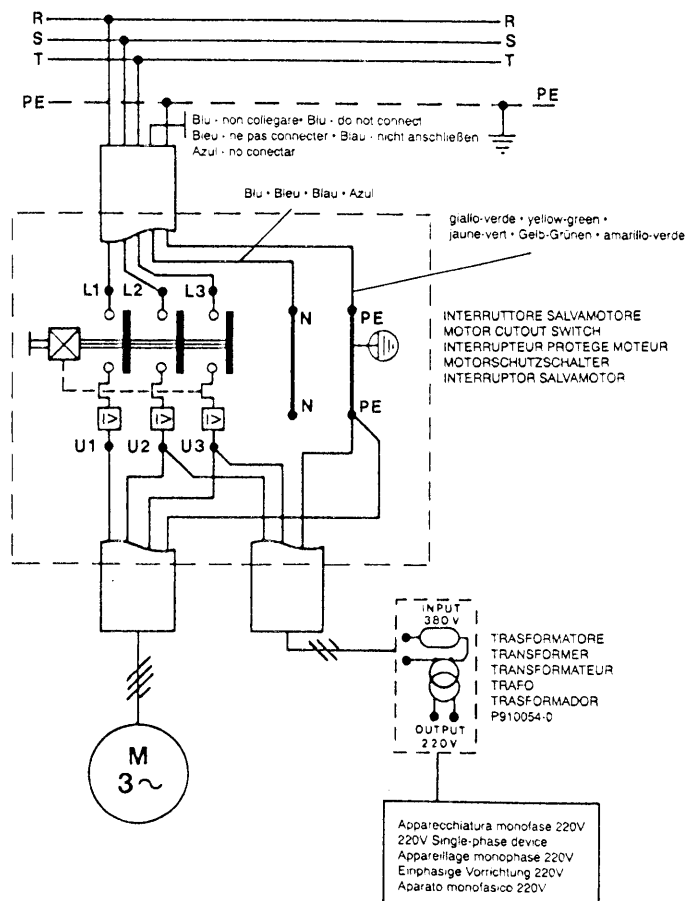 R R
S S
T T
PE PE
Blu - non collegare • Blu - do not connect
Bleu - ne pas connecter • Blau - nicht anschließen
Azul - no conectar
Blu • Bleu • Blau • Azul
giallo-verde • yellow-green •
jaune-vert • Gelb-Grünen • amarillo-verde
L1 L2 L3
N PE
INTERRUTTORE SALVAMOTORE
MOTOR CUTOUT SWITCH
INTERRUPTEUR PROTEGE MOTEUR
MOTORSCHUTZSCHALTER
INTERRUPTOR SALVAMOTOR
N PE
I> I> I>
U1 U2 U3
INPUT
380V
TRASFORMATORE
TRANSFORMER
TRANSFORMATEUR
TRAFO
TRASFORMADOR
P910054-D
OUTPUT
220V
M
3~
Apparecchiatura monofase 220V
220V Single-phase device
Appareillage monophase 220V
Einphasige Vorrichtung 220V
Aparato monofasico 220V